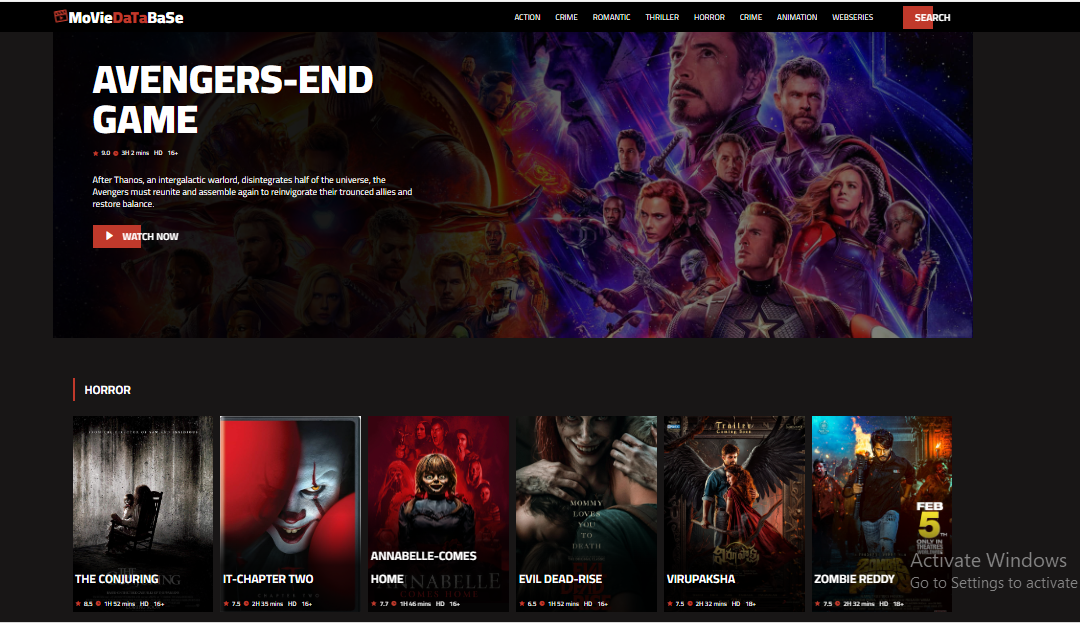 MoVieDaTaBaSe
ACTION CRIME ROMANTIC THRILLER HORROR CRIME ANIMATION WEBSERIES SEARCH
AVENGERS-END
GAME
9.0 3H 2 mins HD 16+
After Thanos, an intergalactic warlord, disintegrates half of the universe, the
Avengers must reunite and assemble again to reinvigorate their trounced allies and
restore balance.
WATCH NOW
HORROR
THE CONJURING
8.5 1H 52 mins HD 16+
IT-CHAPTER TWO
7.5 2H 35 mins HD 16+
ANNABELLE-COMES
HOME
ANNABELLE
COMES HOME
7.7 1H 46 mins HD 16+
MOMMY
LOVES
YOU
TO
DEATH
EVIL DEAD-RISE
6.5 1H 52 mins HD 16+
Trailer
Coming Soon
VIRUPAKSHA
7.5 2H 32 mins HD 18+
FEB
5TH
ONLY IN
THEATRES
ZOMBIE REDDY
7.5 2H 32 mins HD 18+
Activate Windows
Go to Settings to activate